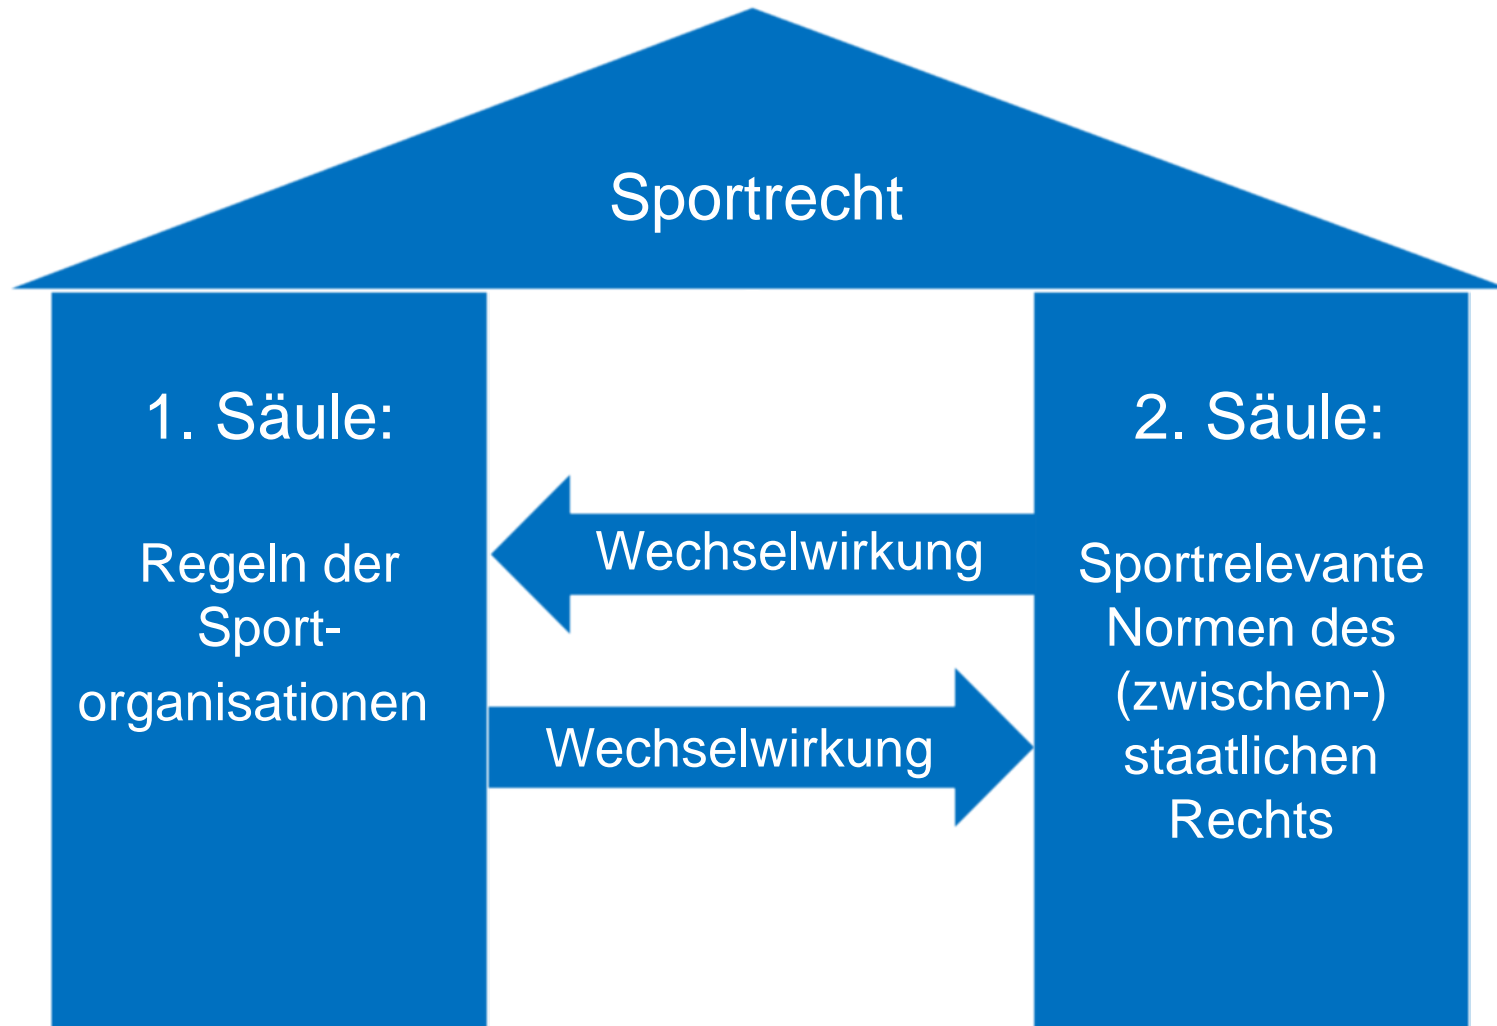 Sportrecht
1. Säule:
Regeln der
Sport-
organisationen
Wechselwirkung
Wechselwirkung
2. Säule:
Sportrelevante
Normen des
(zwischen-)
staatlichen
Rechts